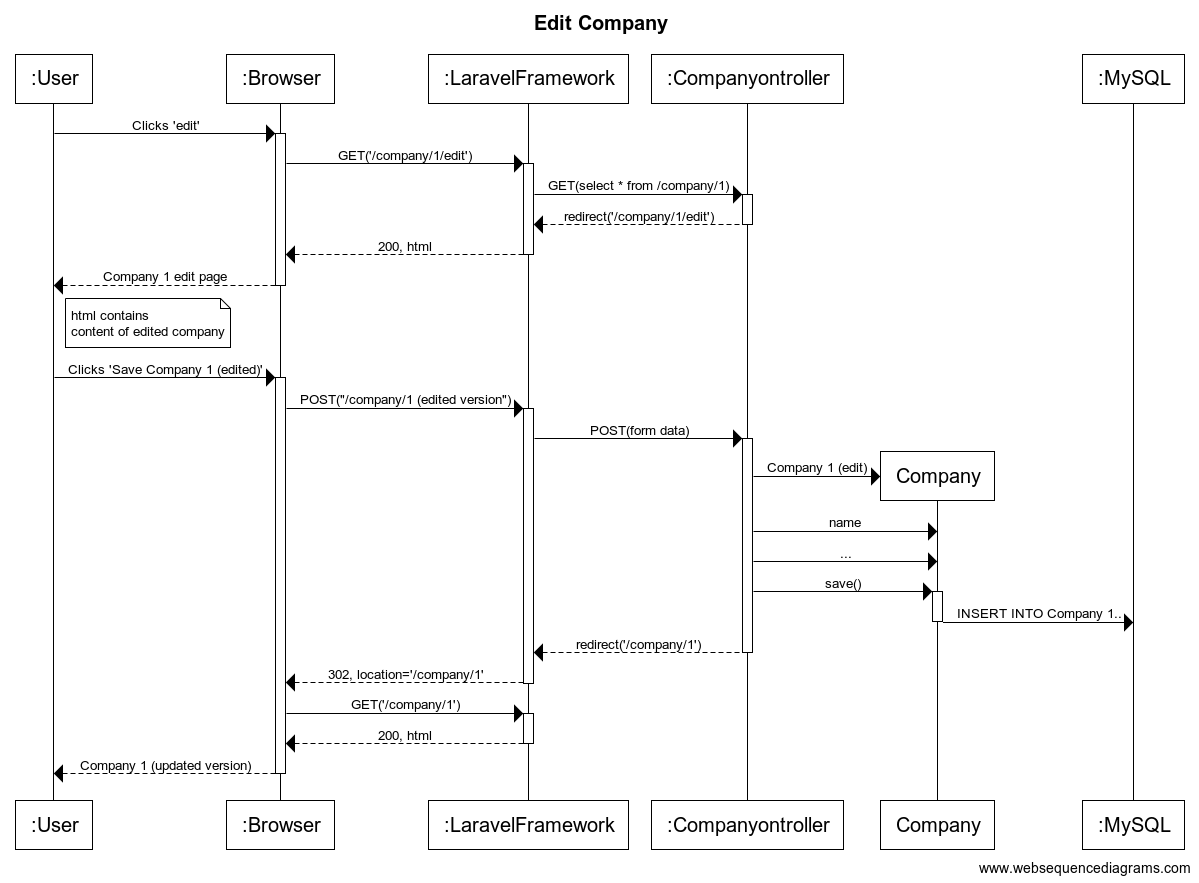 Edit Company
:User
:Browser
:LaravelFramework
:Companyontroller
:MySQL
Clicks 'edit'
GET('/company/1/edit')
GET(select * from /company/1)
redirect('/company/1/edit')
200, html
Company 1 edit page
html contains
content of edited company
Clicks 'Save Company 1 (edited)'
POST("/company/1 (edited version")
POST(form data)
Company 1 (edit)
Company
name
...
save()
INSERT INTO Company 1..
redirect('/company/1')
302, location='/company/1'
GET('/company/1')
200, html
Company 1 (updated version)
:User
:Browser
:LaravelFramework
:Companyontroller
Company
:MySQL
www.websequencediagrams.com